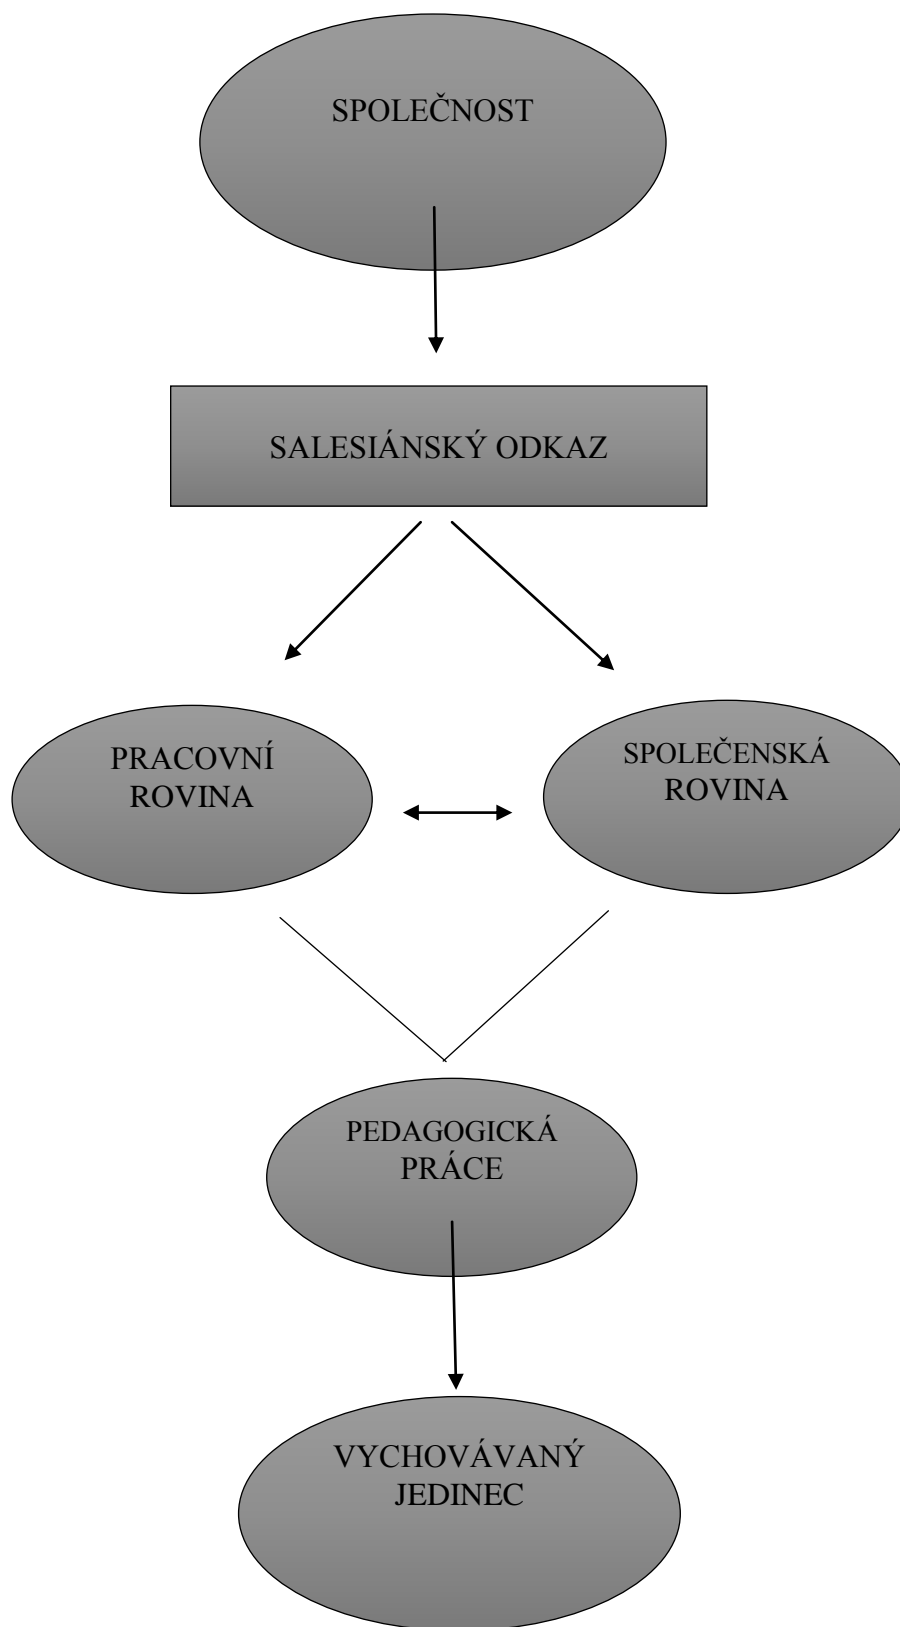 SPOLEČNOST
SALESIÁNSKÝ ODKAZ
PRACOVNÍ
ROVINA
SPOLEČENSKÁ
ROVINA
PEDAGOGICKÁ
PRÁCE
VYCHOVÁVANÝ
JEDINEC